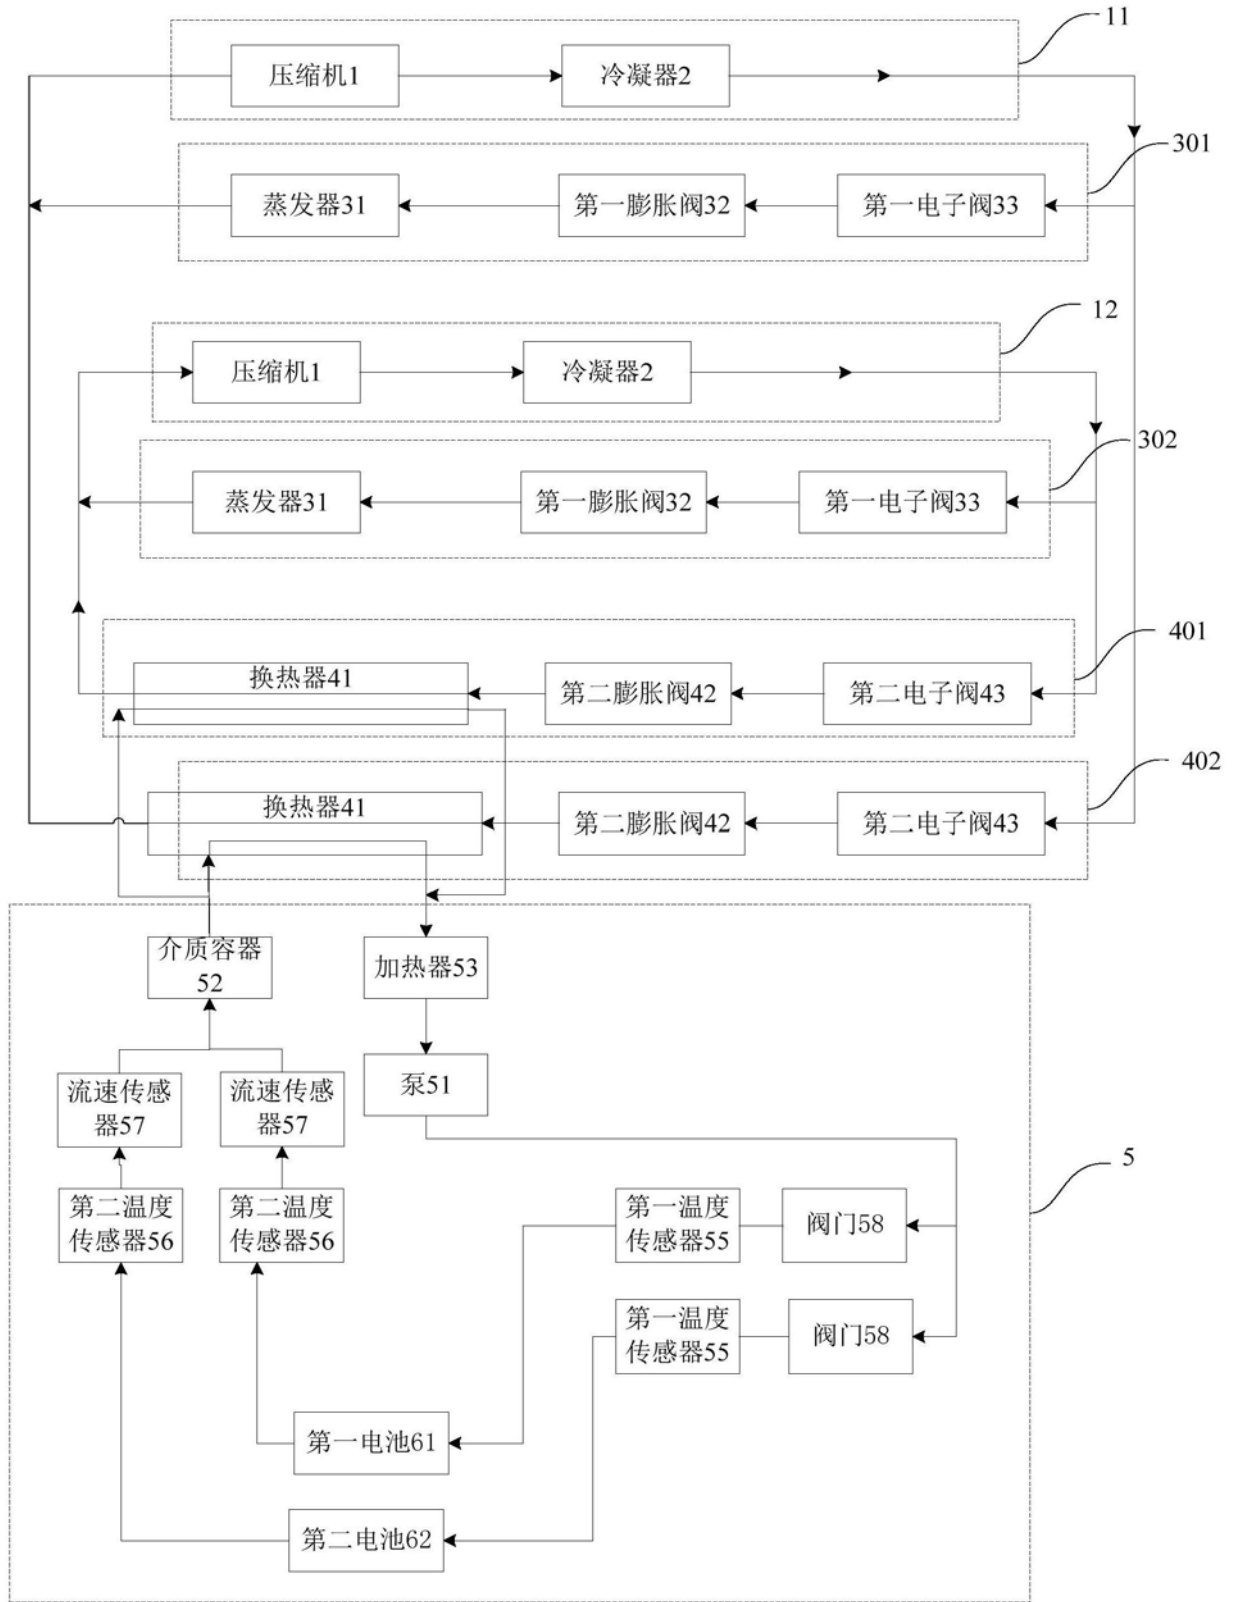 11
压缩机1
冷凝器2
301
蒸发器31
第一膨胀阀32
第一电子阀33
12
压缩机1
冷凝器2
302
蒸发器31
第一膨胀阀32
第一电子阀33
401
换热器41
第二膨胀阀42
第二电子阀43
402
换热器41
第二膨胀阀42
第二电子阀43
介质容器
52
加热器53
流速传感
器57
流速传感
器57
泵51
5
第二温度
传感器56
第二温度
传感器56
第一温度
传感器55
阀门58
第一温度
传感器55
阀门58
第一电池61
第二电池62